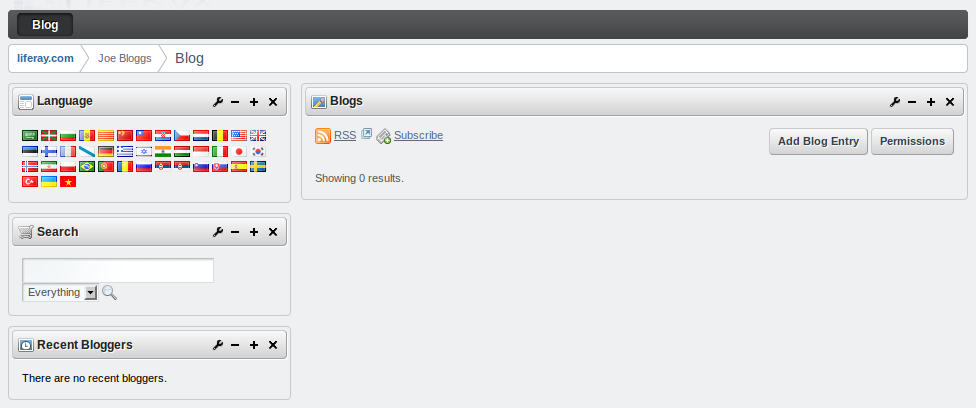 Blog
liferay.com Joe Bloggs Blog
Language
Search
Everything
Recent Bloggers
There are no recent bloggers.
Blogs
RSS Subscribe
Add Blog Entry Permissions
Showing 0 results.